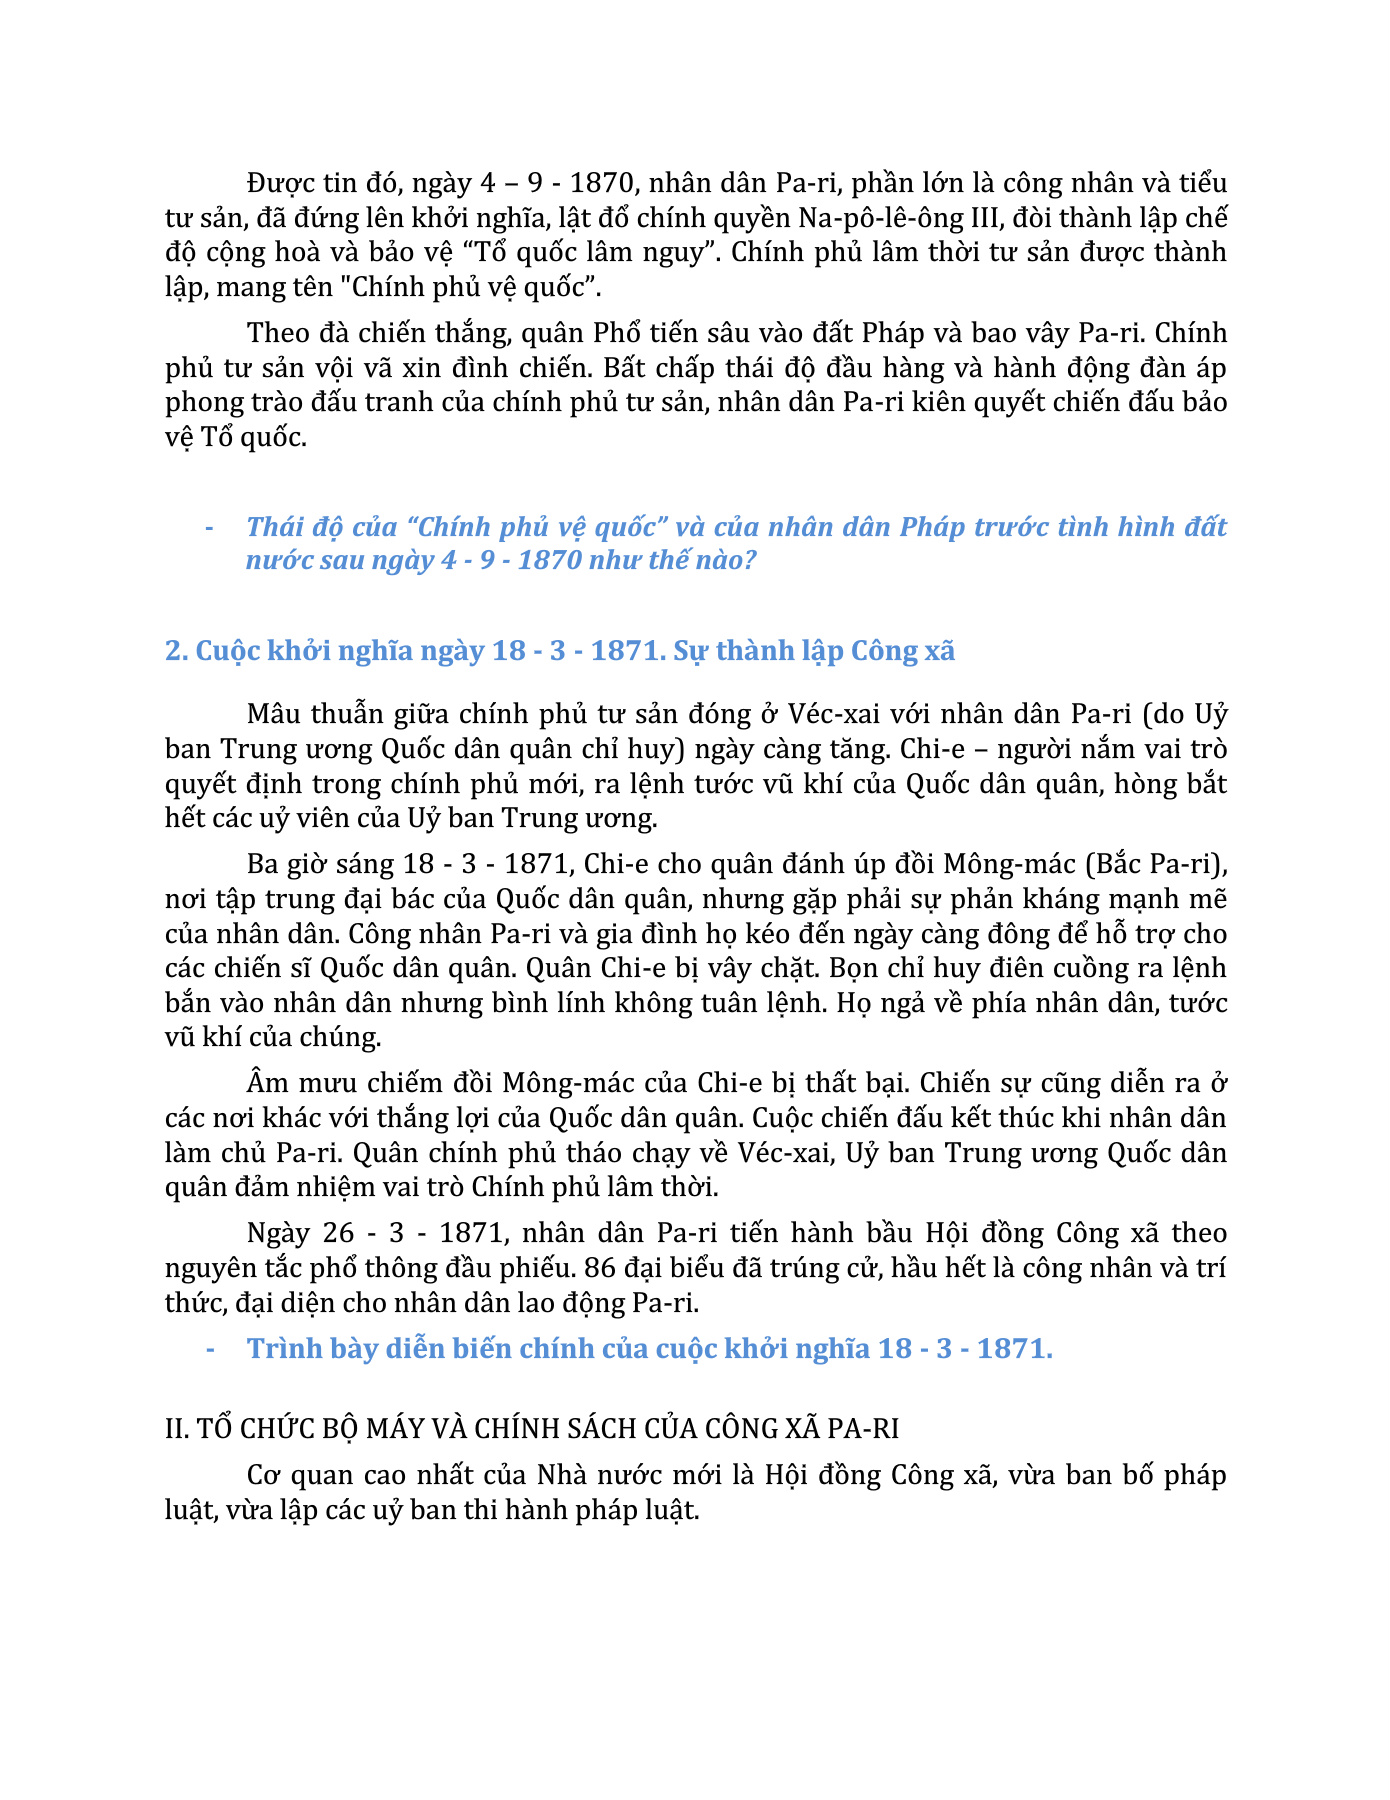 Được tin đó, ngày 4 – 9 - 1870, nhân dân Pa-ri, phần lớn là công nhân và tiểu
tư sản, đã đứng lên khởi nghĩa, lật đổ chính quyền Na-pô-lê-ông III, đòi thành lập chế
độ cộng hoà và bảo vệ “Tổ quốc lâm nguy”. Chính phủ lâm thời tư sản được thành
lập, mang tên "Chính phủ vệ quốc”.
Theo đà chiến thắng, quân Phổ tiến sâu vào đất Pháp và bao vây Pa-ri. Chính
phủ tư sản vội vã xin đình chiến. Bất chấp thái độ đầu hàng và hành động đàn áp
phong trào đấu tranh của chính phủ tư sản, nhân dân Pa-ri kiên quyết chiến đấu bảo
vệ Tổ quốc.
- Thái độ của “Chính phủ vệ quốc” và của nhân dân Pháp trước tình hình đất
nước sau ngày 4 - 9 - 1870 như thế nào?
2. Cuộc khởi nghĩa ngày 18 - 3 - 1871. Sự thành lập Công xã
Mâu thuẫn giữa chính phủ tư sản đóng ở Véc-xai với nhân dân Pa-ri (do Uỷ
ban Trung ương Quốc dân quân chỉ huy) ngày càng tăng. Chi-e – người nắm vai trò
quyết định trong chính phủ mới, ra lệnh tước vũ khí của Quốc dân quân, hòng bắt
hết các uỷ viên của Uỷ ban Trung ương.
Ba giờ sáng 18 - 3 - 1871, Chi-e cho quân đánh úp đồi Mông-mác (Bắc Pa-ri),
nơi tập trung đại bác của Quốc dân quân, nhưng gặp phải sự phản kháng mạnh mẽ
của nhân dân. Công nhân Pa-ri và gia đình họ kéo đến ngày càng đông để hỗ trợ cho
các chiến sĩ Quốc dân quân. Quân Chi-e bị vây chặt. Bọn chỉ huy điên cuồng ra lệnh
bắn vào nhân dân nhưng bình lính không tuân lệnh. Họ ngả về phía nhân dân, tước
vũ khí của chúng.
Âm mưu chiếm đồi Mông-mác của Chi-e bị thất bại. Chiến sự cũng diễn ra ở
các nơi khác với thắng lợi của Quốc dân quân. Cuộc chiến đấu kết thúc khi nhân dân
làm chủ Pa-ri. Quân chính phủ tháo chạy về Véc-xai, Uỷ ban Trung ương Quốc dân
quân đảm nhiệm vai trò Chính phủ lâm thời.
Ngày 26 - 3 - 1871, nhân dân Pa-ri tiến hành bầu Hội đồng Công xã theo
nguyên tắc phổ thông đầu phiếu. 86 đại biểu đã trúng cử, hầu hết là công nhân và trí
thức, đại diện cho nhân dân lao động Pa-ri.
- Trình bày diễn biến chính của cuộc khởi nghĩa 18 - 3 - 1871.
II. TỔ CHỨC BỘ MÁY VÀ CHÍNH SÁCH CỦA CÔNG XÃ PA-RI
Cơ quan cao nhất của Nhà nước mới là Hội đồng Công xã, vừa ban bố pháp
luật, vừa lập các uỷ ban thi hành pháp luật.